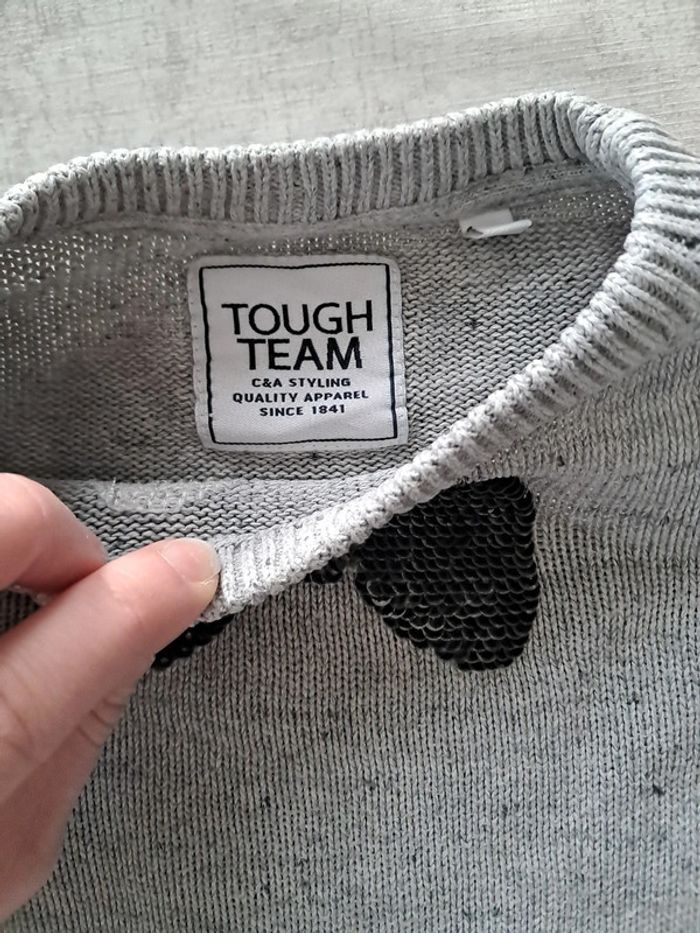 TOUGH
TEAM
C&A STYLING
QUALITY APPAREL
SINCE 1841